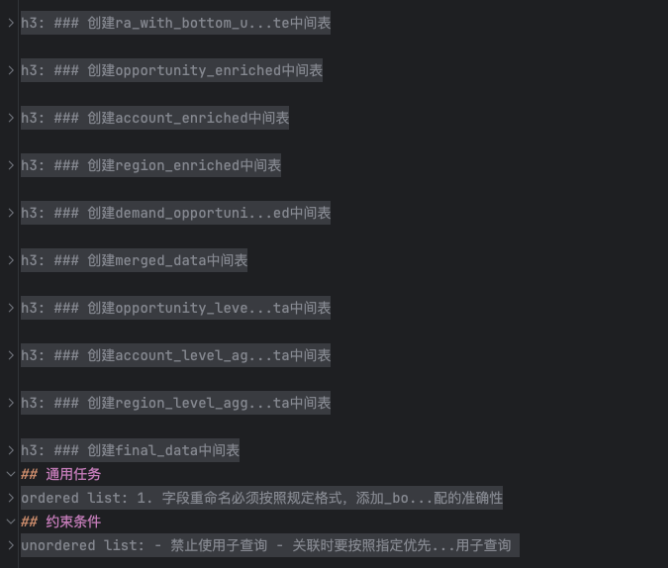 h3: ### 创建ra_with_bottom_u...te中间表
h3: ### 创建opportunity_enriched中间表
h3: ### 创建account_enriched中间表
h3: ### 创建region_enriched中间表
h3: ### 创建demand_opportuni...ed中间表
h3: ### 创建merged_data中间表
h3: ### 创建opportunity_leve...ta中间表
h3: ### 创建account_level_ag...ta中间表
h3: ### 创建region_level_agg...ta中间表
h3: ### 创建final_data中间表
## 通用任务
ordered list: 1. 字段重命名必须按照规定格式，添加_bo...配的准确性
## 约束条件
unordered list: - 禁止使用子查询 - 关联时要按照指定优先...用子查询